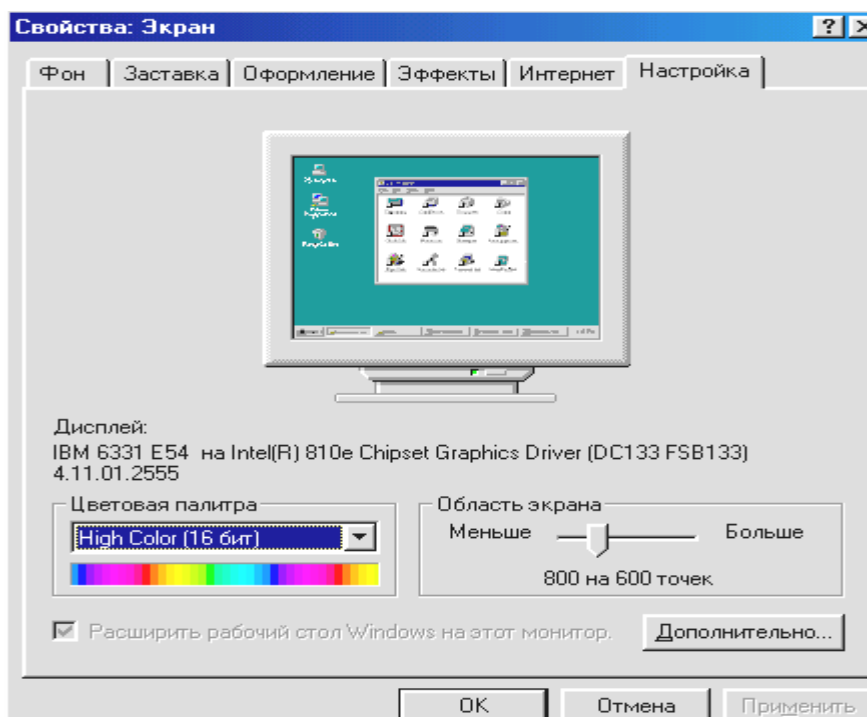 Свойства: Экран
Фон Заставка Оформление Эффекты Интернет Настройка
Дисплей:
IBM 6331 E54 на Intel(R) 810e Chipset Graphics Driver (DC133 FSB133)
4.11.01.2555
Цветовая палитра
High Color (16 бит)
Область экрана
Меньше Больше
800 на 600 точек
Расширить рабочий стол Windows на этот монитор.
Дополнительно...
OK Отмена Применить